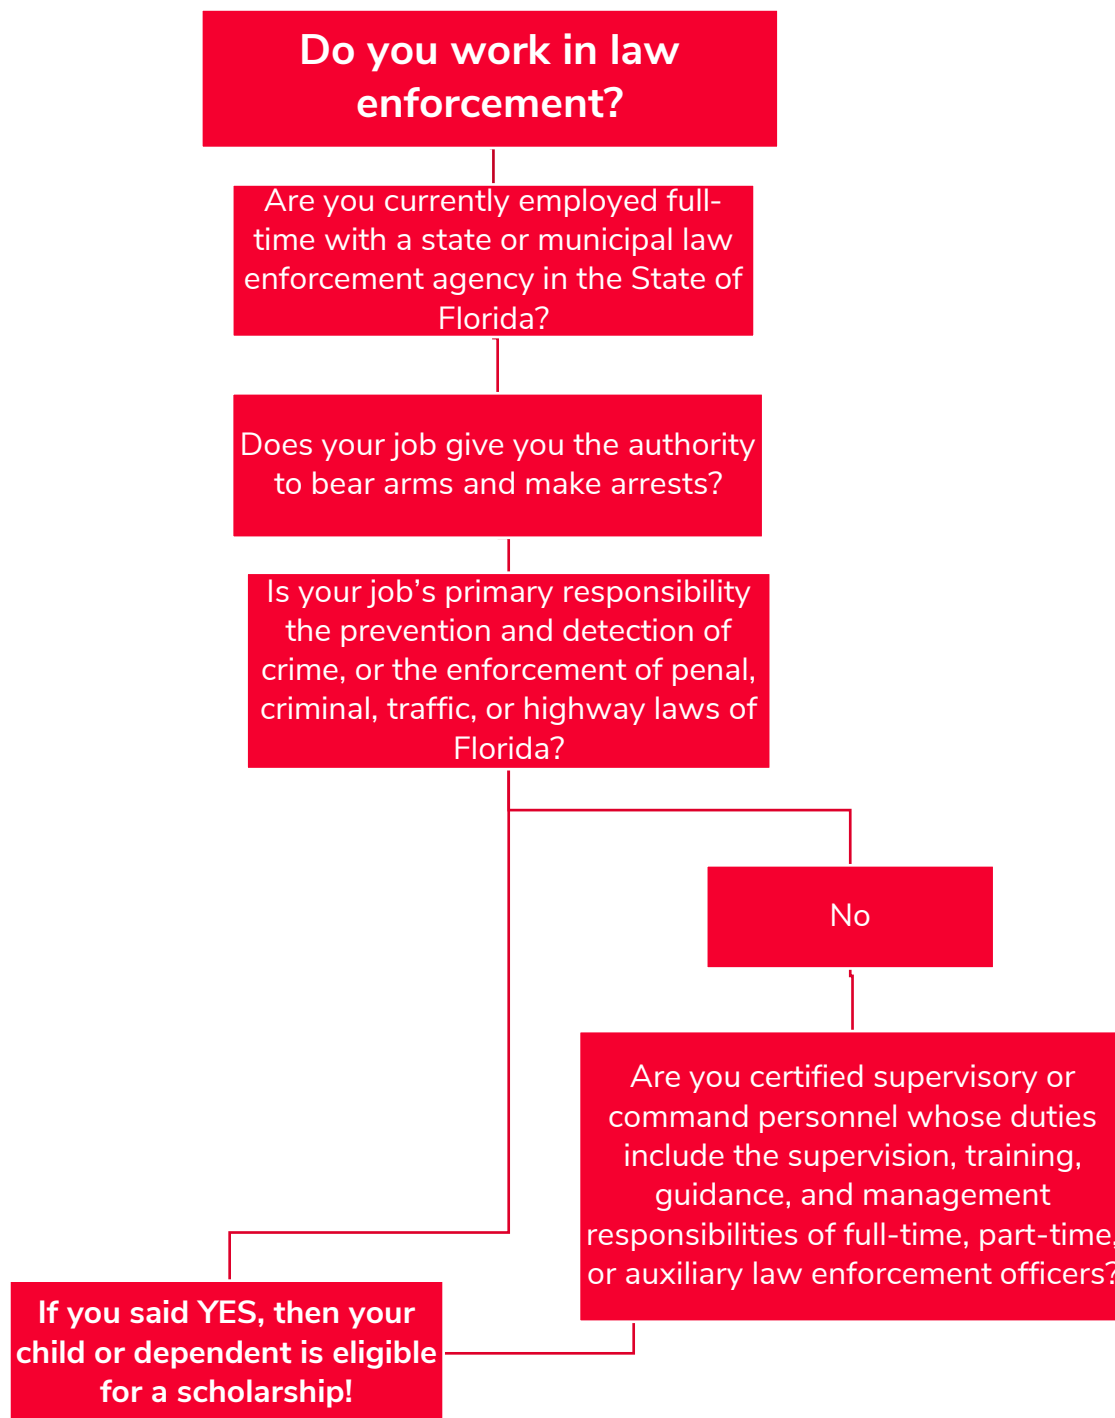 Do you work in law
enforcement?
Are you currently employed full-
time with a state or municipal law
enforcement agency in the State of
Florida?
Does your job give you the authority
to bear arms and make arrests?
Is your job’s primary responsibility
the prevention and detection of
crime, or the enforcement of penal,
criminal, traffic, or highway laws of
Florida?
No
Are you certified supervisory or
command personnel whose duties
include the supervision, training,
guidance, and management
responsibilities of full-time, part-time,
or auxiliary law enforcement officers?
If you said YES, then your
child or dependent is eligible
for a scholarship!